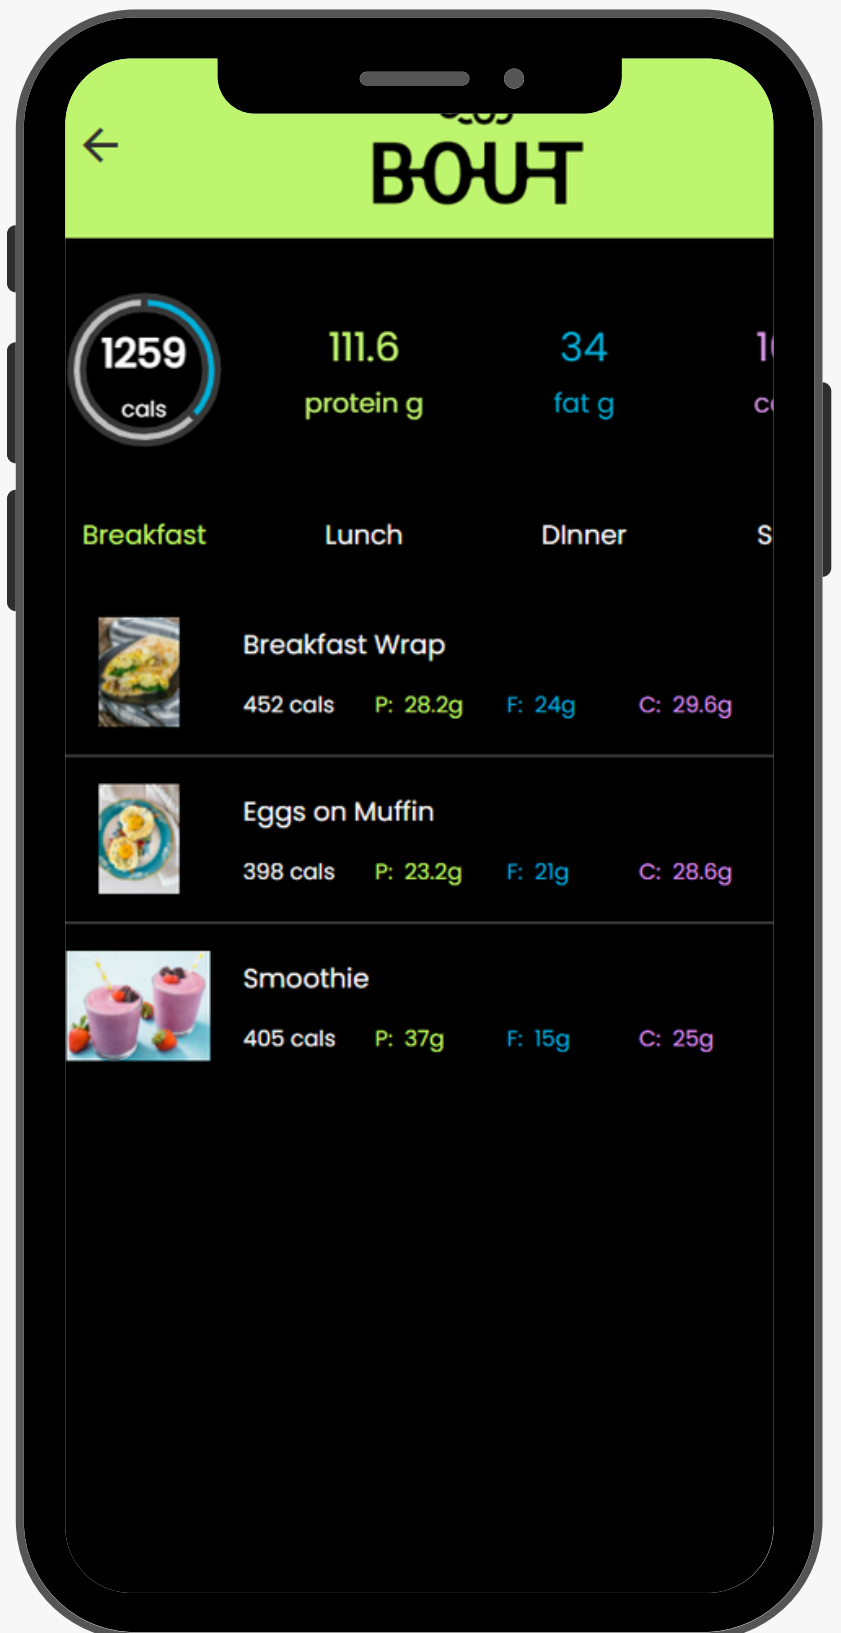 BOUT
1259 111.6 34
cals protein g fat g
Breakfast Lunch DInner
Breakfast Wrap
452 cals P: 28.2g F: 24g C: 29.6g
Eggs on Muffin
398 cals P: 23.2g F: 21g C: 28.6g
Smoothie
405 cals P: 37g F: 15g C: 25g